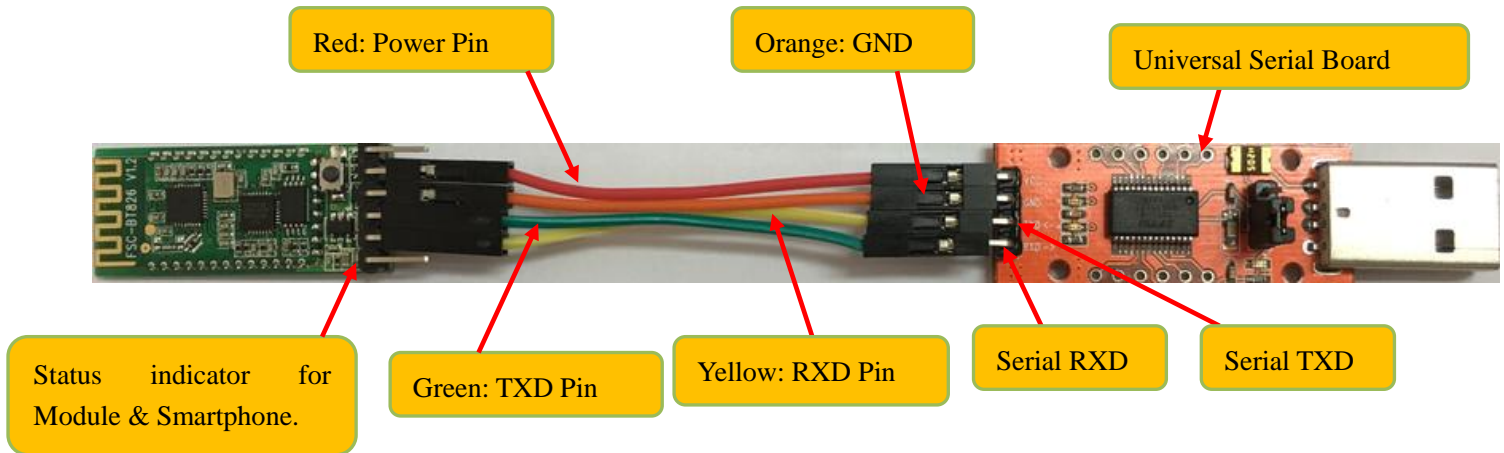 Red: Power Pin
Orange: GND
Universal Serial Board
FSC-BT826 V1.2
GND
Status indicator for
Module & Smartphone.
Green: TXD Pin
Yellow: RXD Pin
Serial RXD
Serial TXD